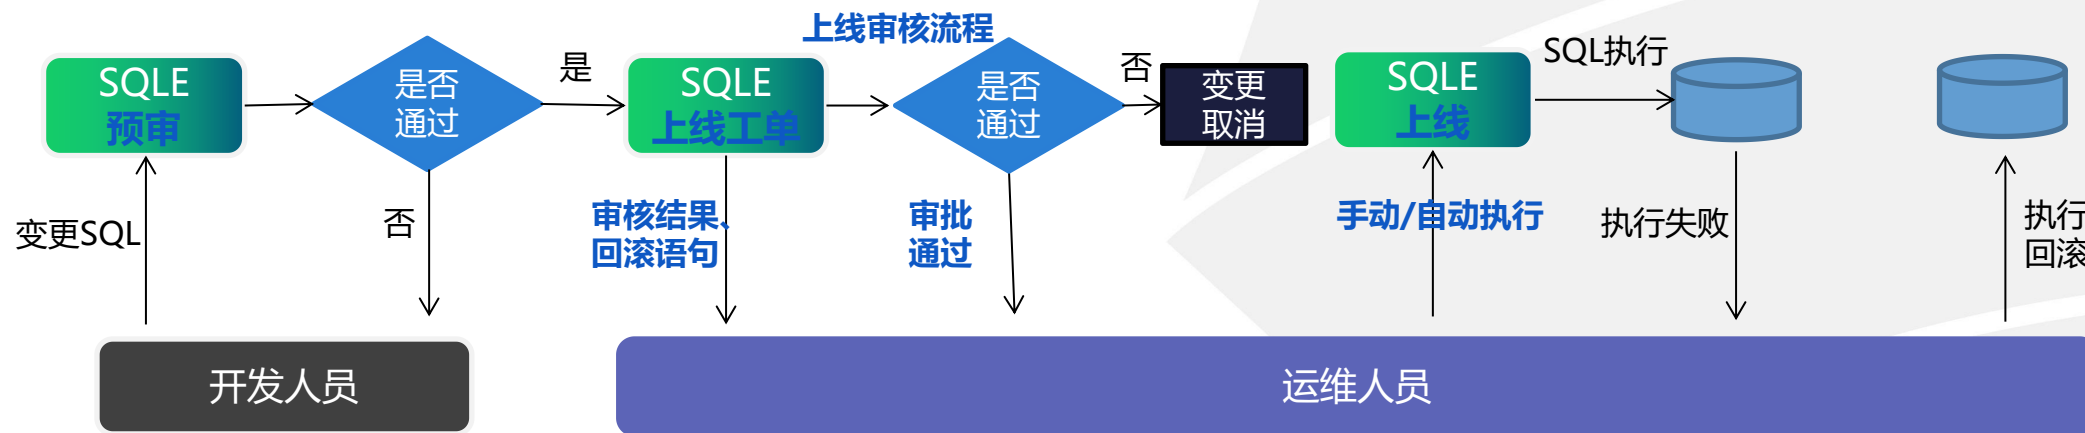 上线审核流程
SQLE
预审
是否
通过
是
SQLE
上线工单
是否
通过
否
变更
取消
SQLE
上线
SQL执行
变更SQL
否
审核结果、
回滚语句
审批
通过
手动/自动执行
执行失败
执行
回滚
开发人员
运维人员